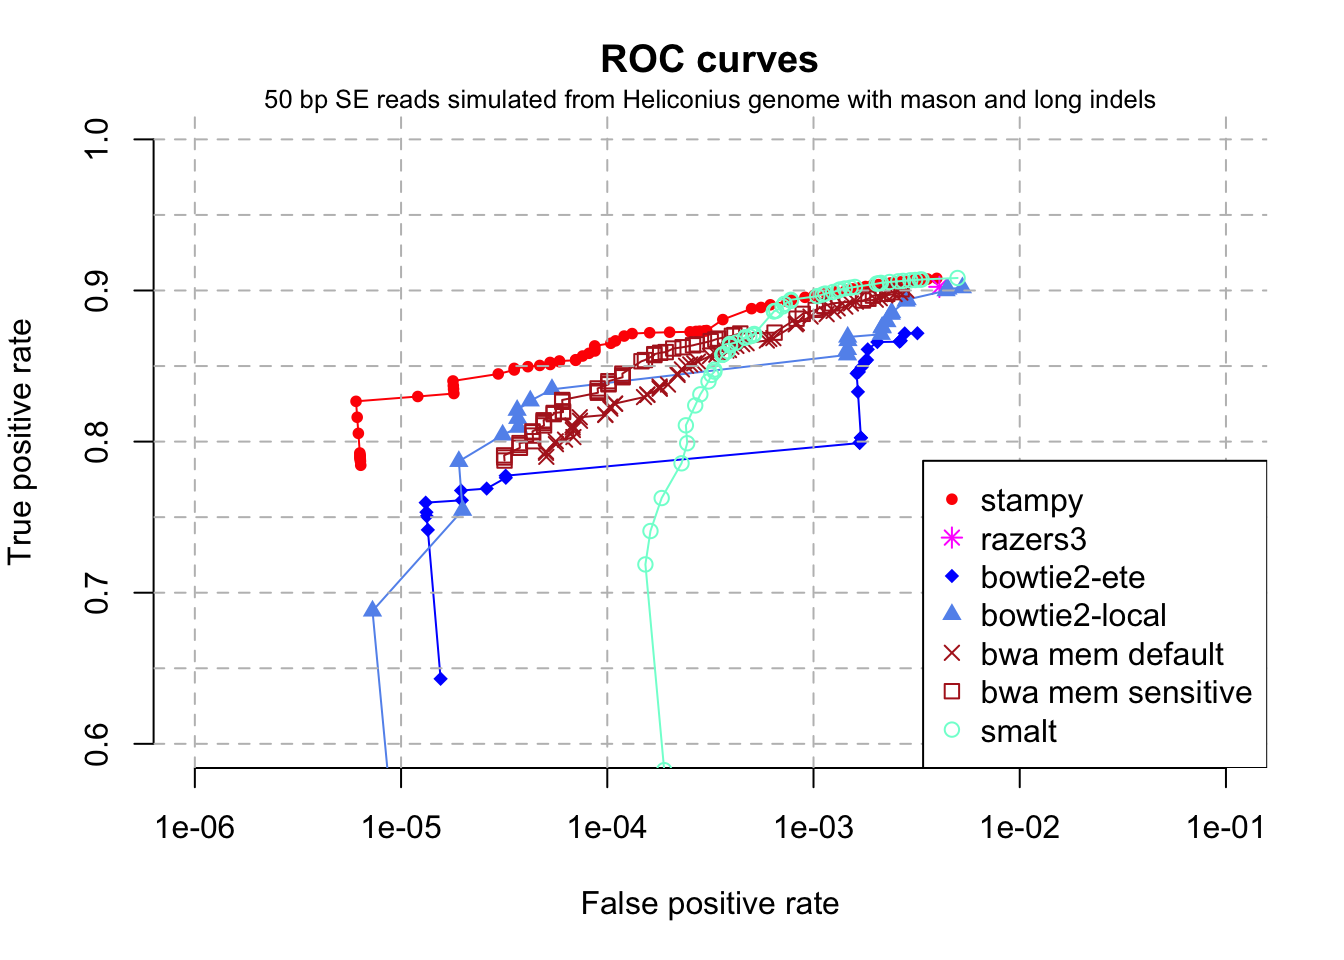 ROC curves
50 bp SE reads simulated from Heliconius genome with mason and long indels
True positive rate
1.0
0.9
0.8
0.7
0.6
stampy
razers3
bowtie2-ete
bowtie2-local
bwa mem default
bwa mem sensitive
smalt
1e-06 1e-05 1e-04 1e-03 1e-02 1e-01
False positive rate